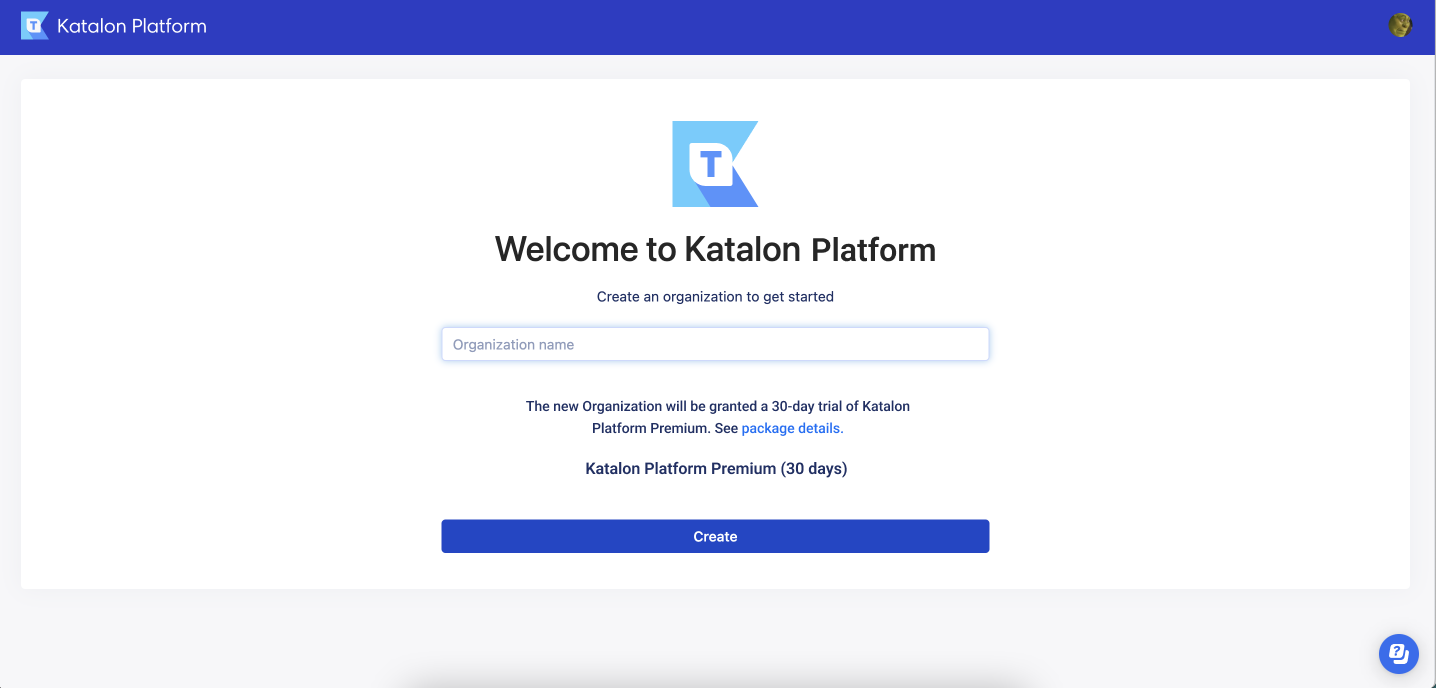 T
Katalon Platform
T
Welcome to Katalon Platform
Create an organization to get started
Organization name
The new Organization will be granted a 30-day trial of Katalon
Platform Premium. See package details.
Katalon Platform Premium (30 days)
Create
?